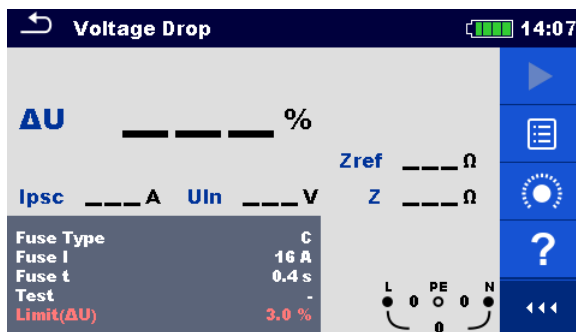 Voltage Drop 14:07
ΔU ___ %
Zref ___ Ω
Ipsc ___ A Uln ___ V Z ___ Ω
Fuse Type C
Fuse I 16 A
Fuse t 0.4 s
Test -
Limit(ΔU) 3.0 %
L PE N
0 0
0
?